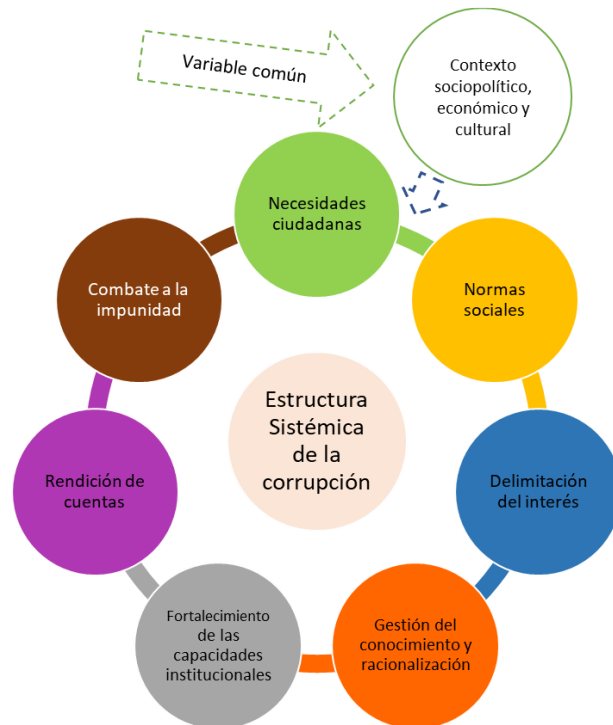 Variable común
Contexto
sociopolítico,
económico y
cultural
Necesidades
ciudadanas
Normas
sociales
Delimitación
del interés
Gestión del
conocimiento y
racionalización
Fortalecimiento
de las
capacidades
institucionales
Rendición de
cuentas
Combate a la
impunidad
Estructura
Sistémica
de la
corrupción